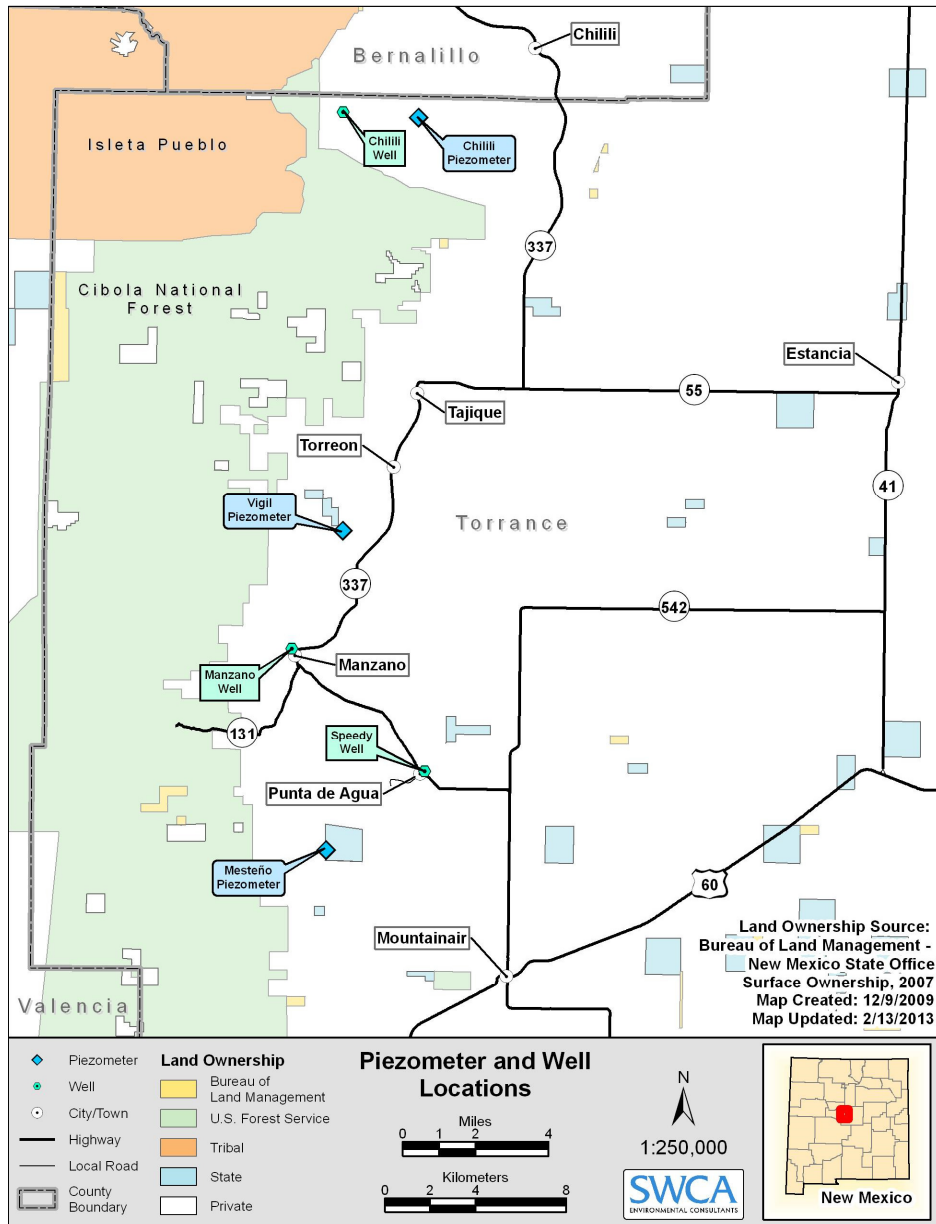 Chilili
Bernalillo
Isleta Pueblo
Chilili
Well
Chilili
Piezometer
337
Cibola National
Forest
Estancia
55
Tajique
Torreon
41
Vigil
Piezometer
Torrance
337
542
Manzano
Manzano
Well
131
Speedy
Well
Punta de Agua
Mesteño
Piezometer
60
Mountainair
Land Ownership Source:
Bureau of Land Management -
New Mexico State Office
Surface Ownership, 2007
Map Created: 12/9/2009
Map Updated: 2/13/2013
Valencia
Piezometer
Well
City/Town
Highway
Local Road
County
Boundary
Land Ownership
Bureau of
Land Management
U.S. Forest Service
Tribal
State
Private
Piezometer and Well
Locations
Miles
0 1 2 4
Kilometers
0 2 4 8
N
1:250,000
SWCA
ENVIRONMENTAL CONSULTANTS
New Mexico